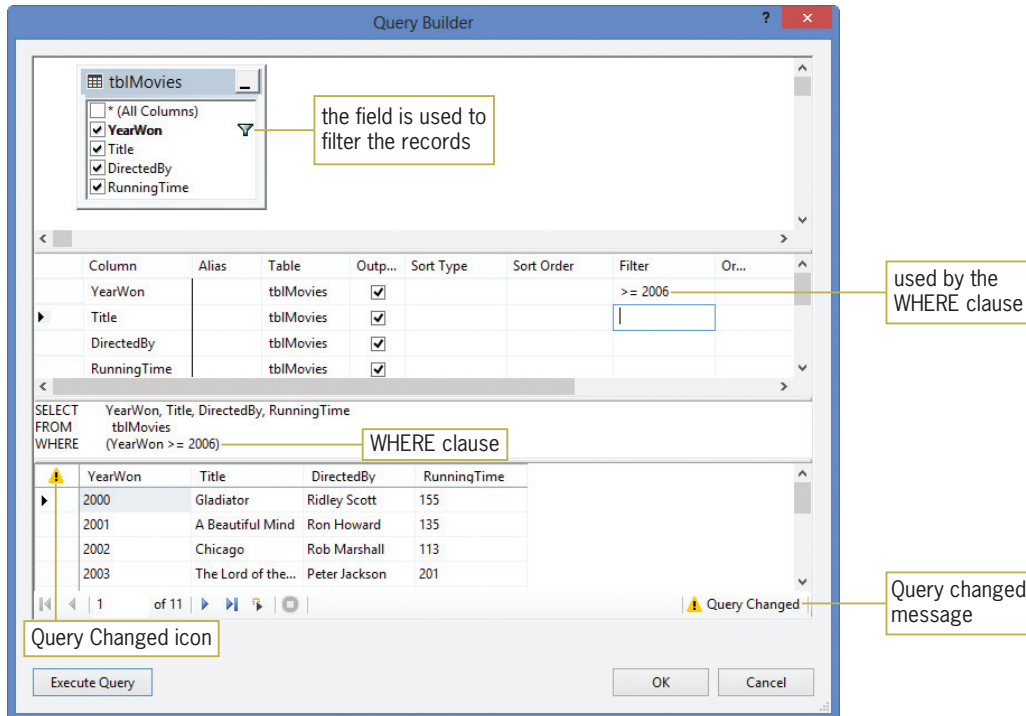 Query Builder
?
tblMovies
* (All Columns)
YearWon
Title
DirectedBy
RunningTime
the field is used to
filter the records
Column Alias Table Outp... Sort Type Sort Order Filter Or...
YearWon tblMovies >= 2006
Title tblMovies
DirectedBy tblMovies
RunningTime tblMovies
used by the
WHERE clause
SELECT YearWon, Title, DirectedBy, RunningTime
FROM tblMovies
WHERE (YearWon >= 2006)
WHERE clause
YearWon Title DirectedBy RunningTime
2000 Gladiator Ridley Scott 155
2001 A Beautiful Mind Ron Howard 135
2002 Chicago Rob Marshall 113
2003 The Lord of the... Peter Jackson 201
1 of 11
Query Changed
Query changed
message
Query Changed icon
Execute Query OK Cancel